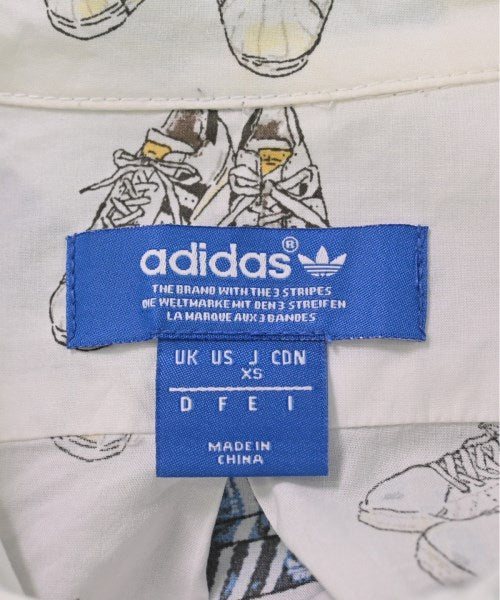 adidas®
THE BRAND WITH THE 3 STRIPES
DIE WELTMARKE MIT DEN 3 STREIFEN
LA MARQUE AUX 3 BANDES
UK US J CDN
XS
D F E I
MADE IN
CHINA